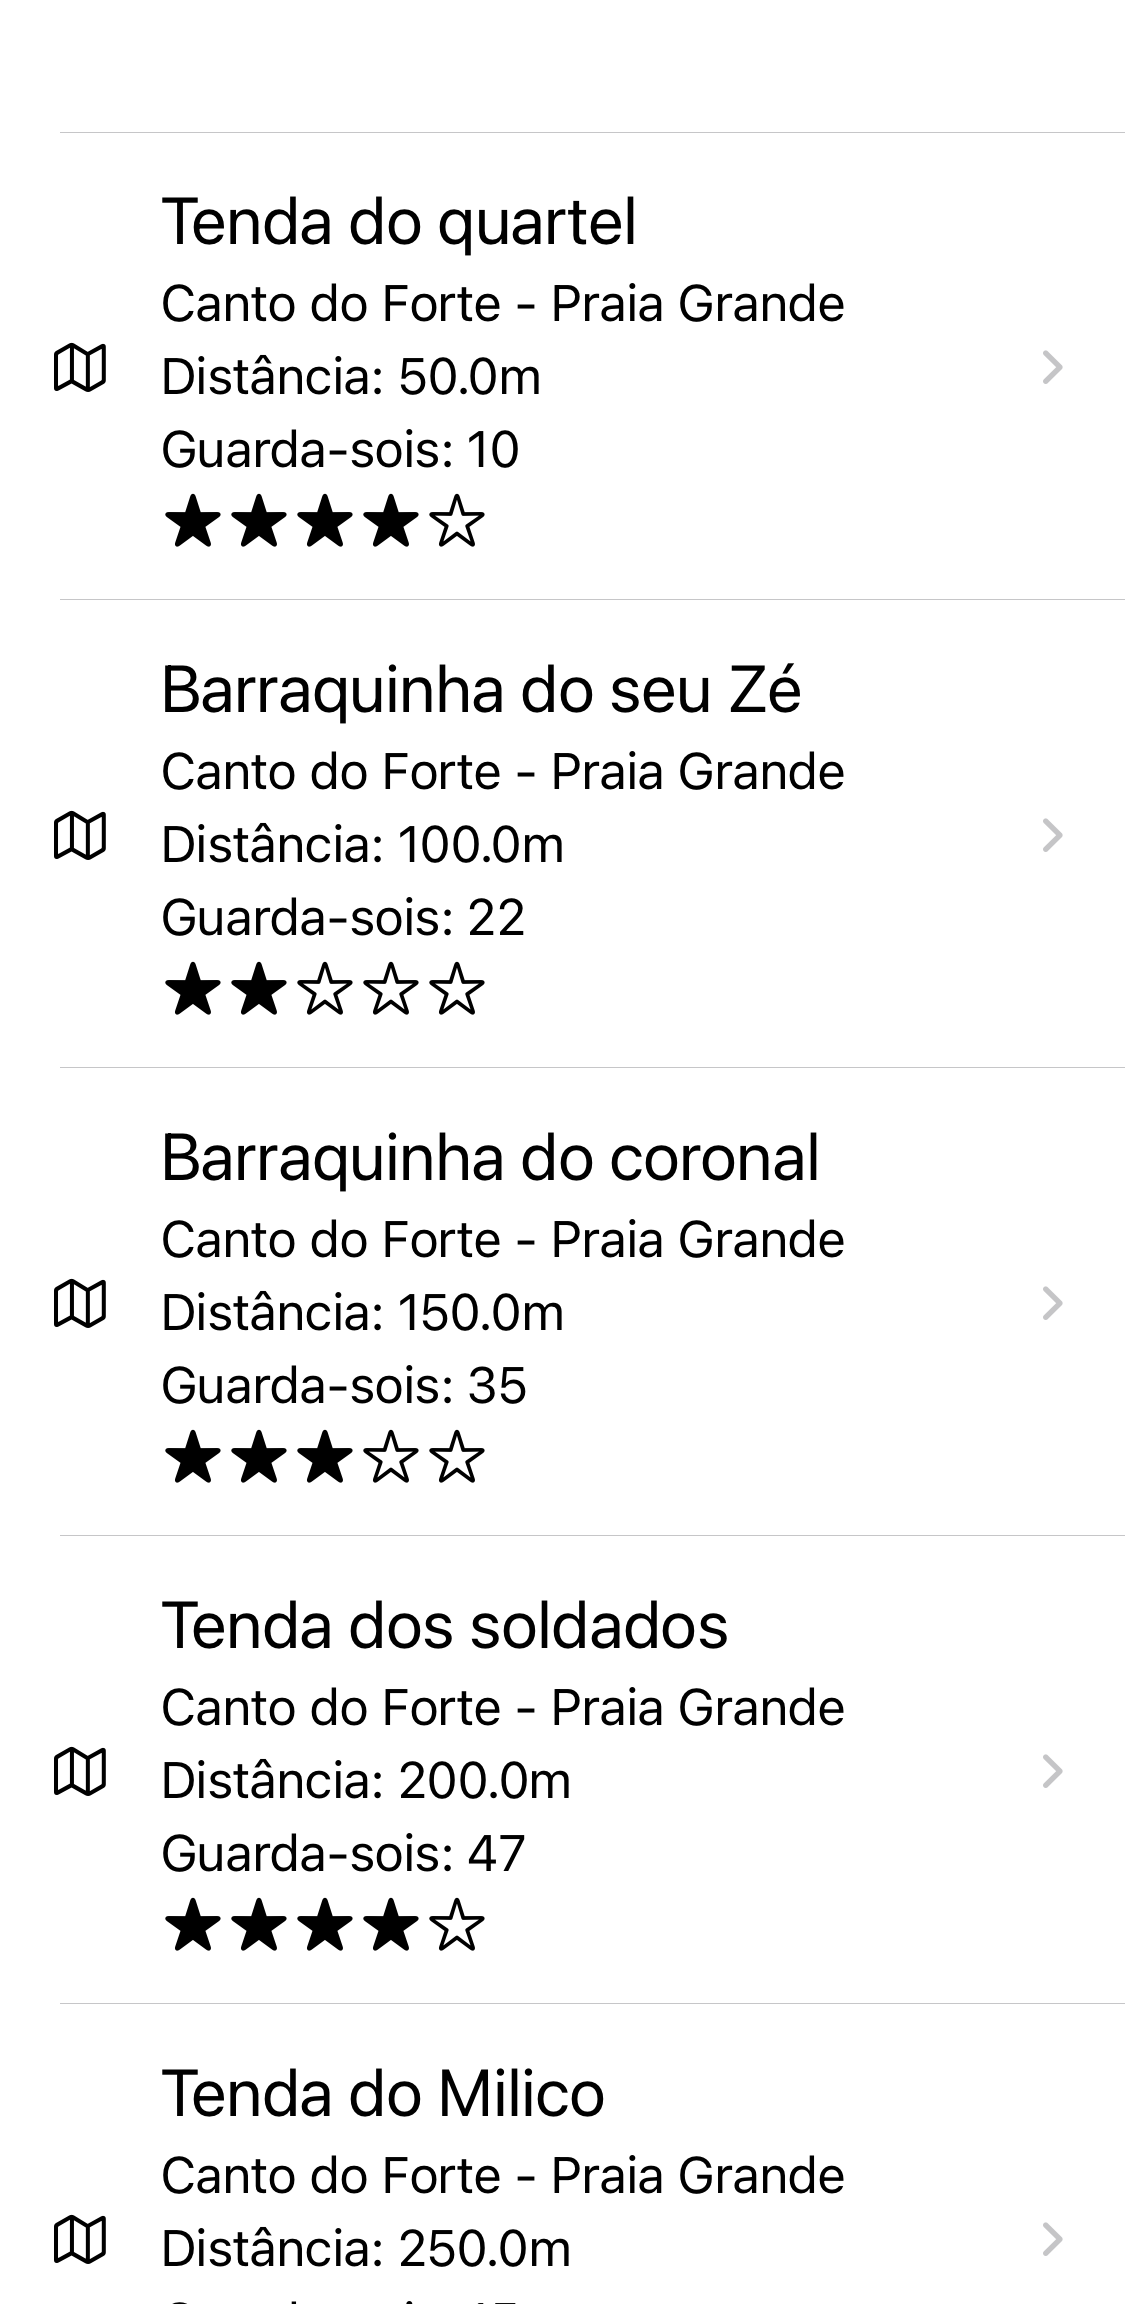 Tenda do quartel
Canto do Forte - Praia Grande
Distância: 50.0m
Guarda-sois: 10
Barraquinha do seu Zé
Canto do Forte - Praia Grande
Distância: 100.0m
Guarda-sois: 22
Barraquinha do coronal
Canto do Forte - Praia Grande
Distância: 150.0m
Guarda-sois: 35
Tenda dos soldados
Canto do Forte - Praia Grande
Distância: 200.0m
Guarda-sois: 47
Tenda do Milico
Canto do Forte - Praia Grande
Distância: 250.0m